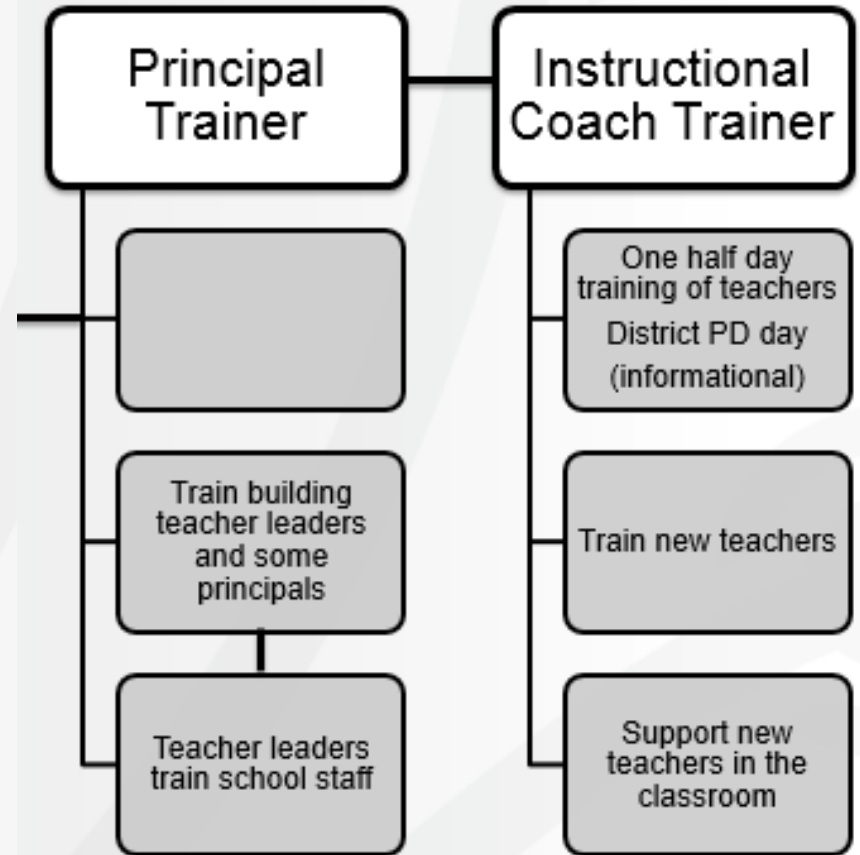 Principal
Trainer
Train building
teacher leaders
and some
principals
Teacher leaders
train school staff
Instructional
Coach Trainer
One half day
training of teachers
District PD day
(informational)
Train new teachers
Support new
teachers in the
classroom